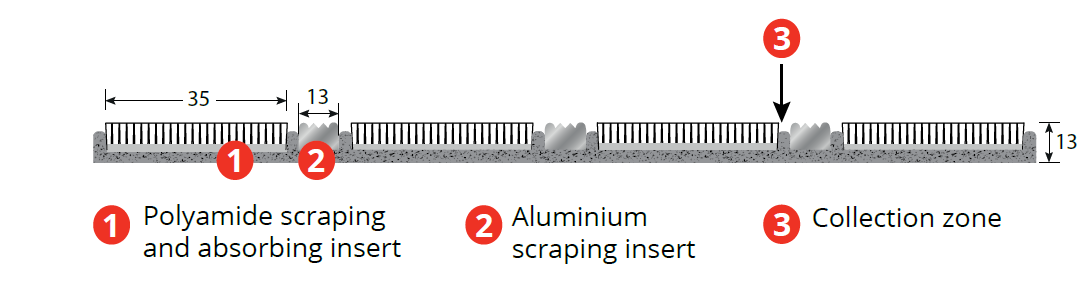 3
35
13
13
1
2
1 Polyamide scraping
and absorbing insert
2 Aluminium
scraping insert
3 Collection zone